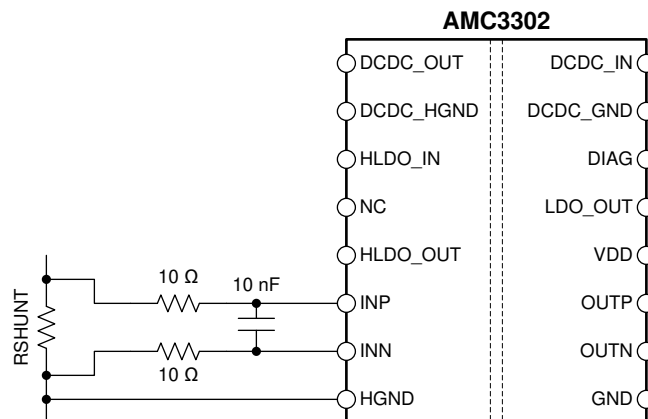 AMC3302
DCDC_OUT
DCDC_IN
DCDC_HGND
DCDC_GND
HLDO_IN
DIAG
NC
LDO_OUT
HLDO_OUT
VDD
10 Ω
10 nF
INP
OUTP
RSHUNT
INN
OUTN
10 Ω
HGND
GND